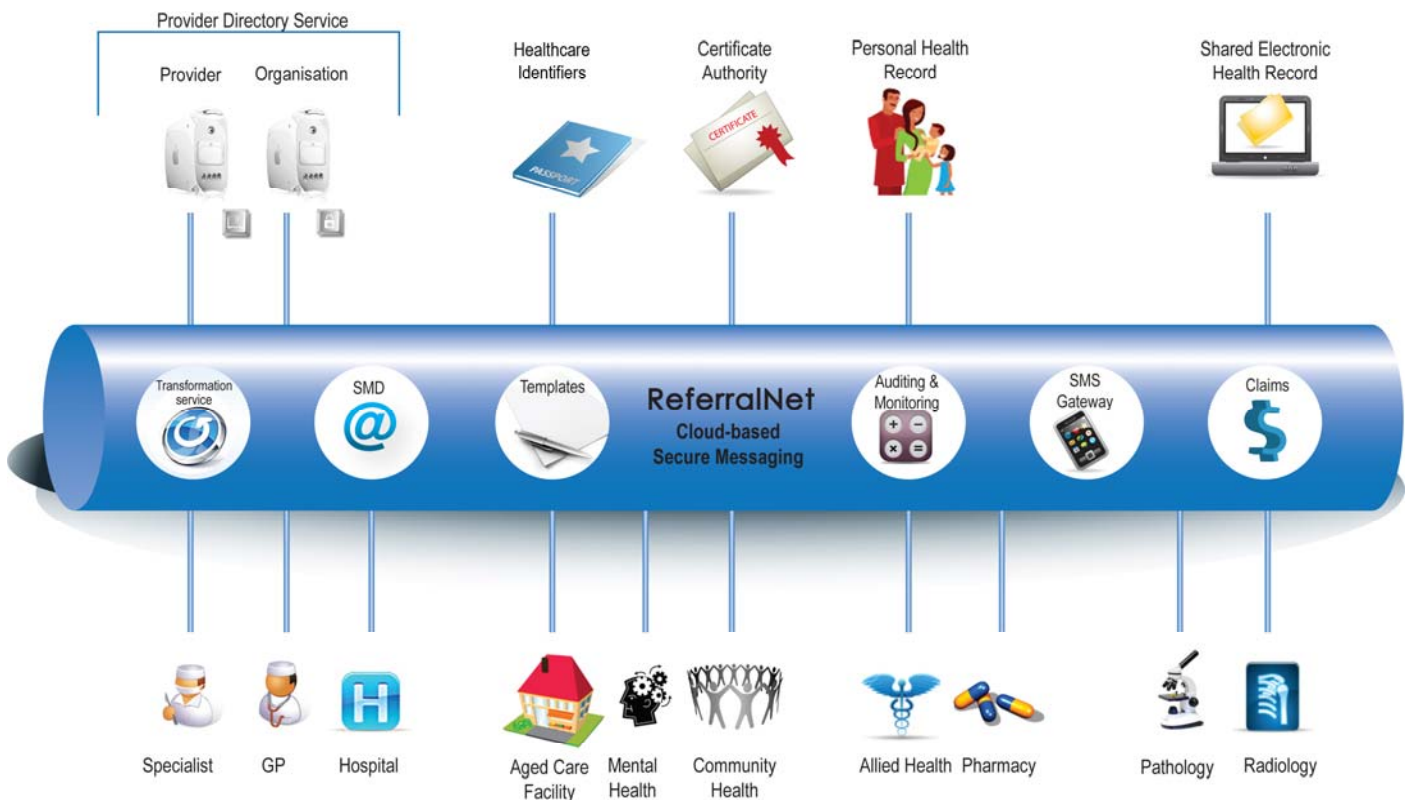 Provider Directory Service
Provider
Organisation
Healthcare
Identifiers
Certificate
Authority
Personal Health
Record
Shared Electronic
Health Record
PASSPORT
CERTIFICATE
Transformation
service
SMD
@
Templates
ReferralNet
Cloud-based
Secure Messaging
Auditing &
Monitoring
+ −
× =
SMS
Gateway
Claims
$
H
Specialist
GP
Hospital
Aged Care
Facility
Mental
Health
Community
Health
Allied Health
Pharmacy
Pathology
Radiology